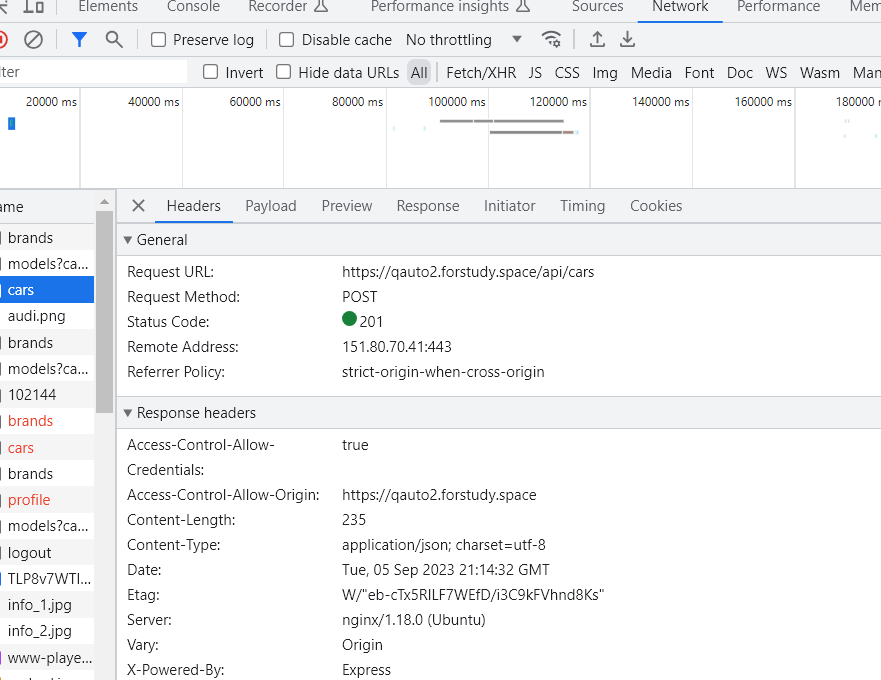 Elements Console Recorder Performance insights Sources Network Performance Mem
Preserve log Disable cache No throttling
lter Invert Hide data URLs All Fetch/XHR JS CSS Img Media Font Doc WS Wasm Man
20000 ms 40000 ms 60000 ms 80000 ms 100000 ms 120000 ms 140000 ms 160000 ms 180000
ame
brands
models?ca...
cars
audi.png
brands
models?ca...
102144
brands
cars
brands
profile
models?ca...
logout
TLP8v7WTI...
info_1.jpg
info_2.jpg
www-playe...
Headers Payload Preview Response Initiator Timing Cookies
General
Request URL: https://qauto2.forstudy.space/api/cars
Request Method: POST
Status Code: 201
Remote Address: 151.80.70.41:443
Referrer Policy: strict-origin-when-cross-origin
Response headers
Access-Control-Allow- true
Credentials:
Access-Control-Allow-Origin: https://qauto2.forstudy.space
Content-Length: 235
Content-Type: application/json; charset=utf-8
Date: Tue, 05 Sep 2023 21:14:32 GMT
Etag: W/"eb-cTx5RILF7WEfD/i3C9kFVhnd8Ks"
Server: nginx/1.18.0 (Ubuntu)
Vary: Origin
X-Powered-By: Express